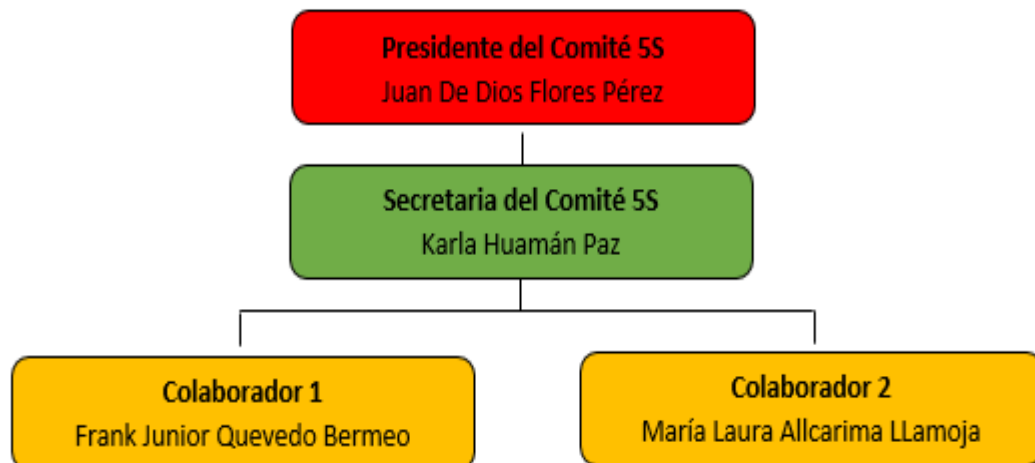 Presidente del Comité 5S
Juan De Dios Flores Pérez
Secretaria del Comité 5S
Karla Huamán Paz
Colaborador 1
Frank Junior Quevedo Bermeo
Colaborador 2
María Laura Allcarima LLamoja